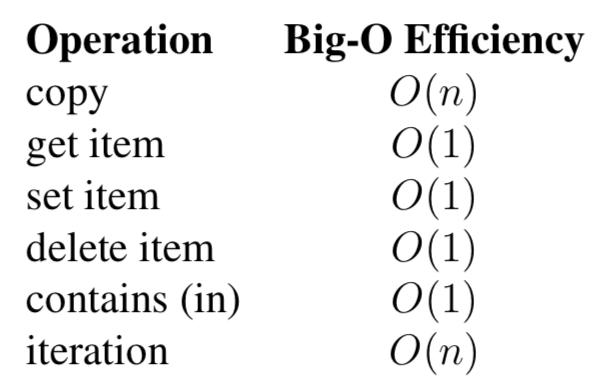 Operation Big-O Efficiency
copy O(n)
get item O(1)
set item O(1)
delete item O(1)
contains (in) O(1)
iteration O(n)